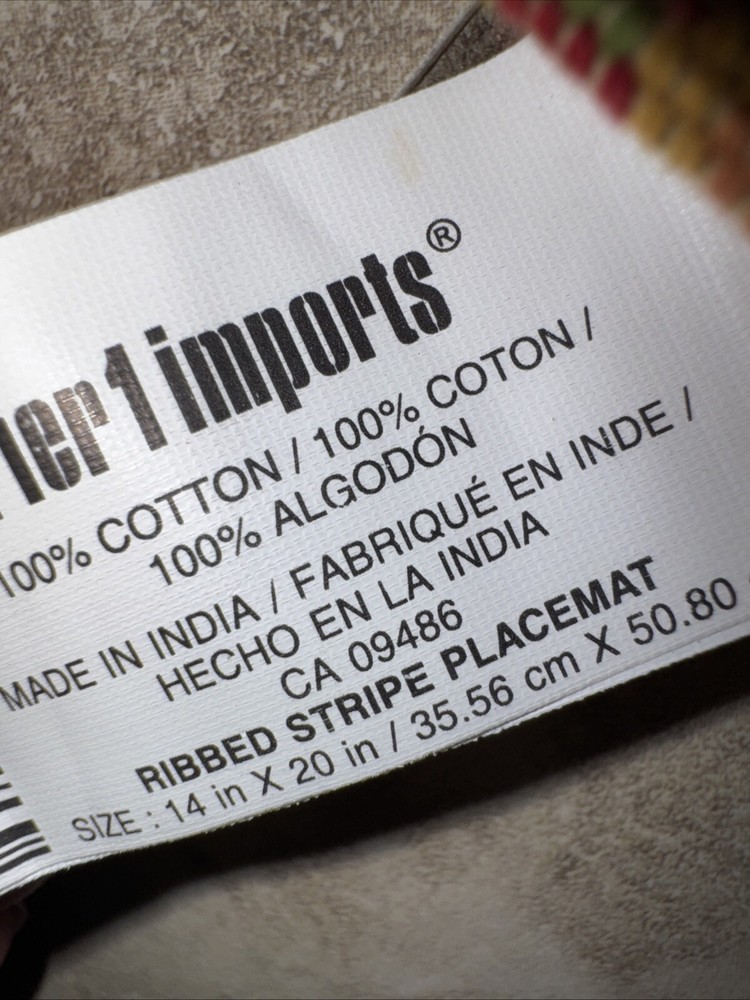 ier1 imports®
100% COTTON / 100% COTON /
100% ALGODÓN
MADE IN INDIA / FABRIQUÉ EN INDE /
HECHO EN LA INDIA
CA 09486
RIBBED STRIPE PLACEMAT
SIZE : 14 in X 20 in / 35.56 cm X 50.80